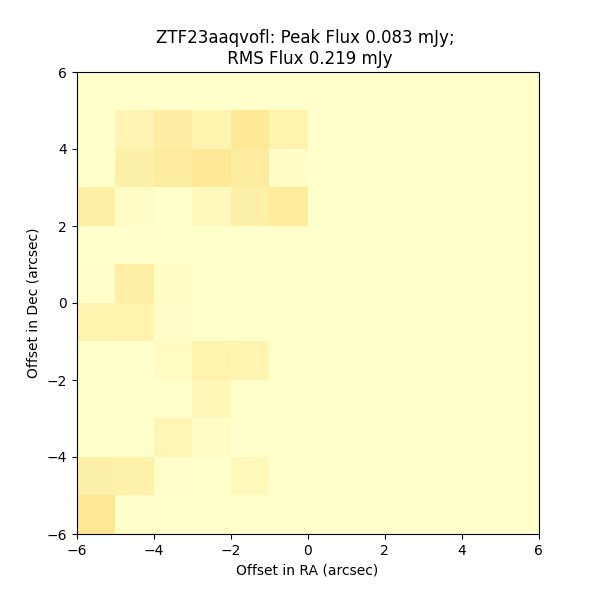 ZTF23aaqvofl: Peak Flux 0.083 mJy;
RMS Flux 0.219 mJy
6
4
2
0
−2
−4
−6
Offset in Dec (arcsec)
−6 −4 −2 0 2 4 6
Offset in RA (arcsec)